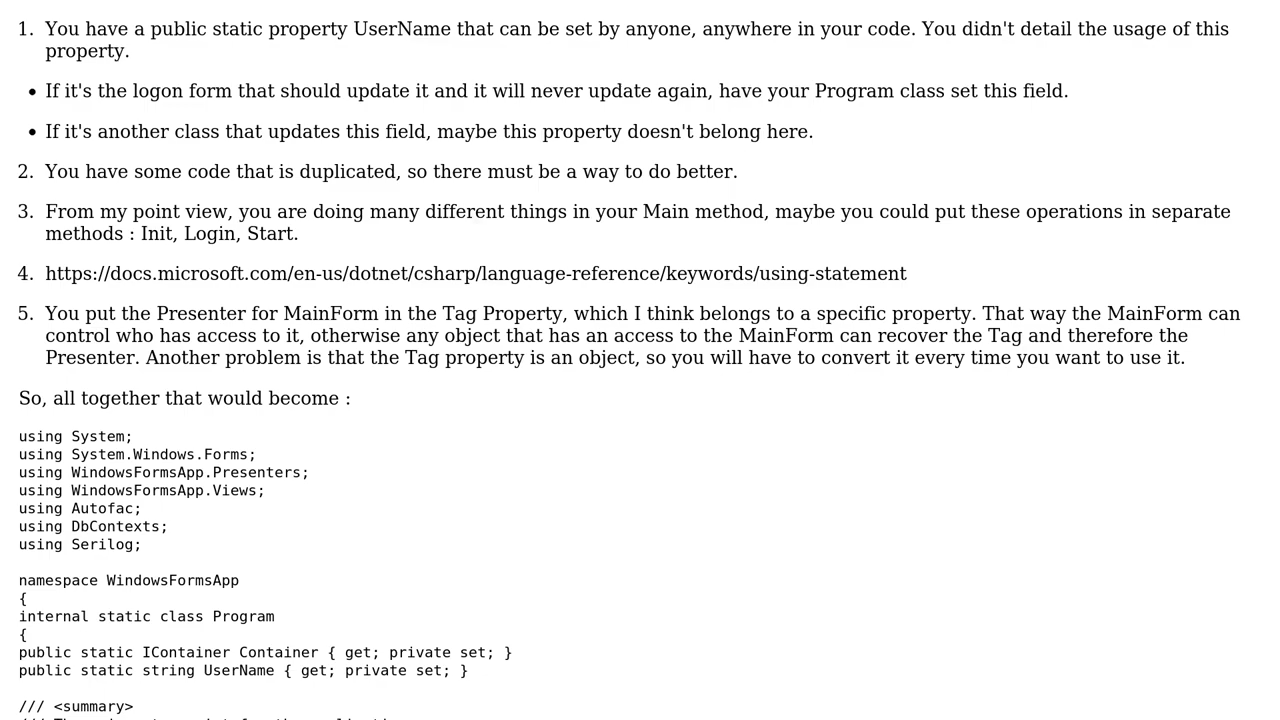 1. You have a public static property UserName that can be set by anyone, anywhere in your code. You didn't detail the usage of this
property.
• If it's the logon form that should update it and it will never update again, have your Program class set this field.
• If it's another class that updates this field, maybe this property doesn't belong here.
2. You have some code that is duplicated, so there must be a way to do better.
3. From my point view, you are doing many different things in your Main method, maybe you could put these operations in separate
methods : Init, Login, Start.
4. https://docs.microsoft.com/en-us/dotnet/csharp/language-reference/keywords/using-statement
5. You put the Presenter for MainForm in the Tag Property, which I think belongs to a specific property. That way the MainForm can
control who has access to it, otherwise any object that has an access to the MainForm can recover the Tag and therefore the
Presenter. Another problem is that the Tag property is an object, so you will have to convert it every time you want to use it.
So, all together that would become :
using System;
using System.Windows.Forms;
using WindowsFormsApp.Presenters;
using WindowsFormsApp.Views;
using Autofac;
using DbContexts;
using Serilog;
namespace WindowsFormsApp
{
internal static class Program
{
public static IContainer Container { get; private set; }
public static string UserName { get; private set; }
/// <summary>